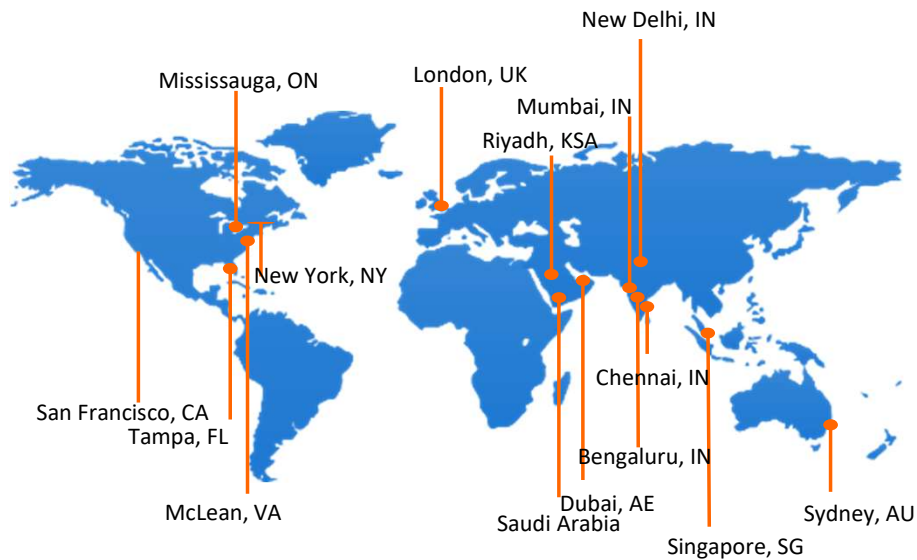 New Delhi, IN
Mississauga, ON
London, UK
Mumbai, IN
Riyadh, KSA
New York, NY
Chennai, IN
San Francisco, CA
Tampa, FL
Bengaluru, IN
Dubai, AE
McLean, VA
Saudi Arabia
Sydney, AU
Singapore, SG